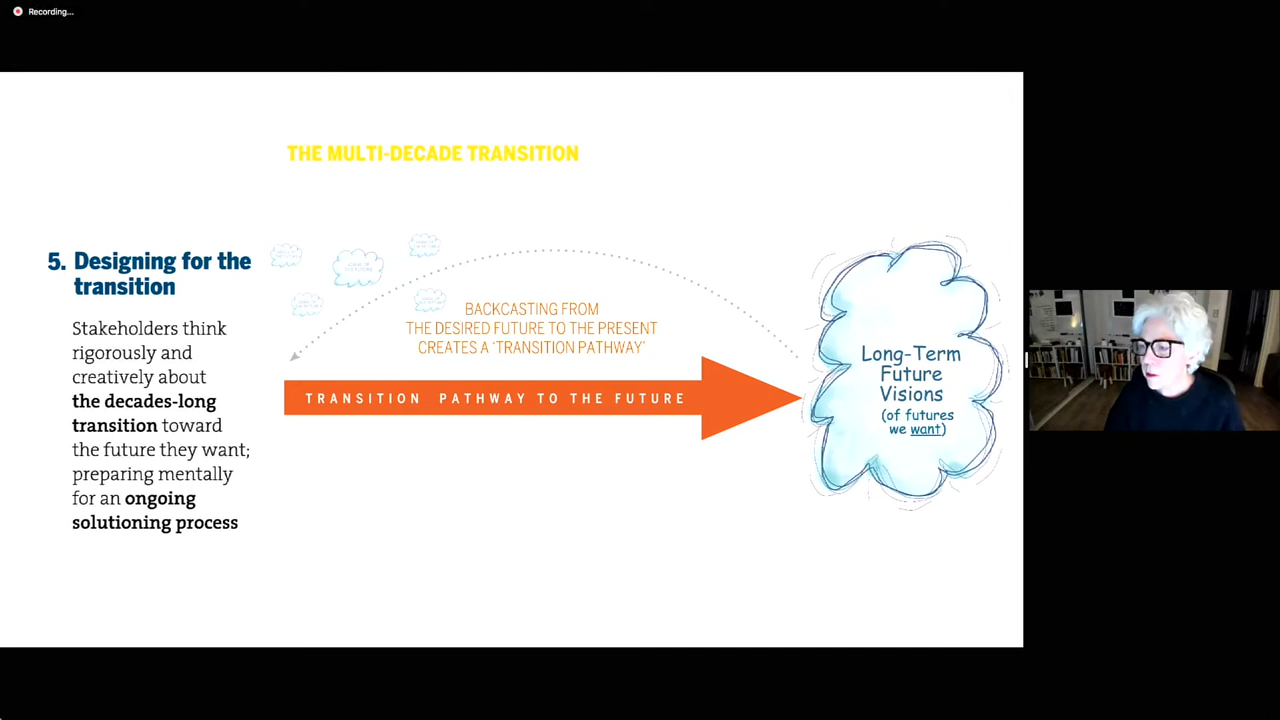 Recording...
THE MULTI-DECADE TRANSITION
5. Designing for the
transition
Stakeholders think
rigorously and
creatively about
the decades-long
transition toward
the future they want;
preparing mentally
for an ongoing
solutioning process
BACKCASTING FROM
THE DESIRED FUTURE TO THE PRESENT
CREATES A ‘TRANSITION PATHWAY’
TRANSITION PATHWAY TO THE FUTURE
Long-Term
Future
Visions
(of futures
we want)